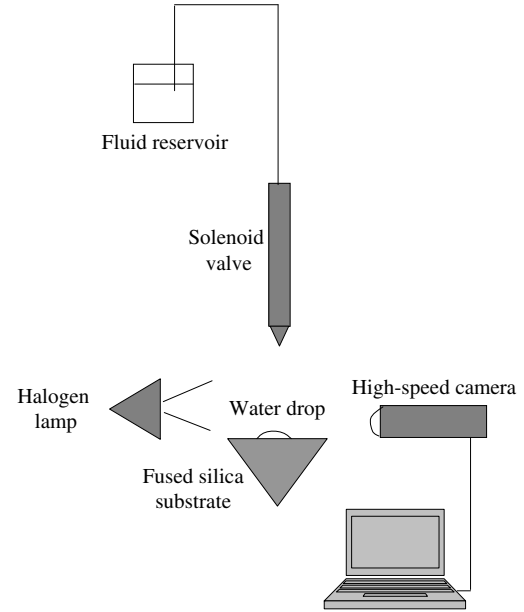 Fluid reservoir
Solenoid
valve
Halogen
lamp
Water drop
High-speed camera
Fused silica
substrate